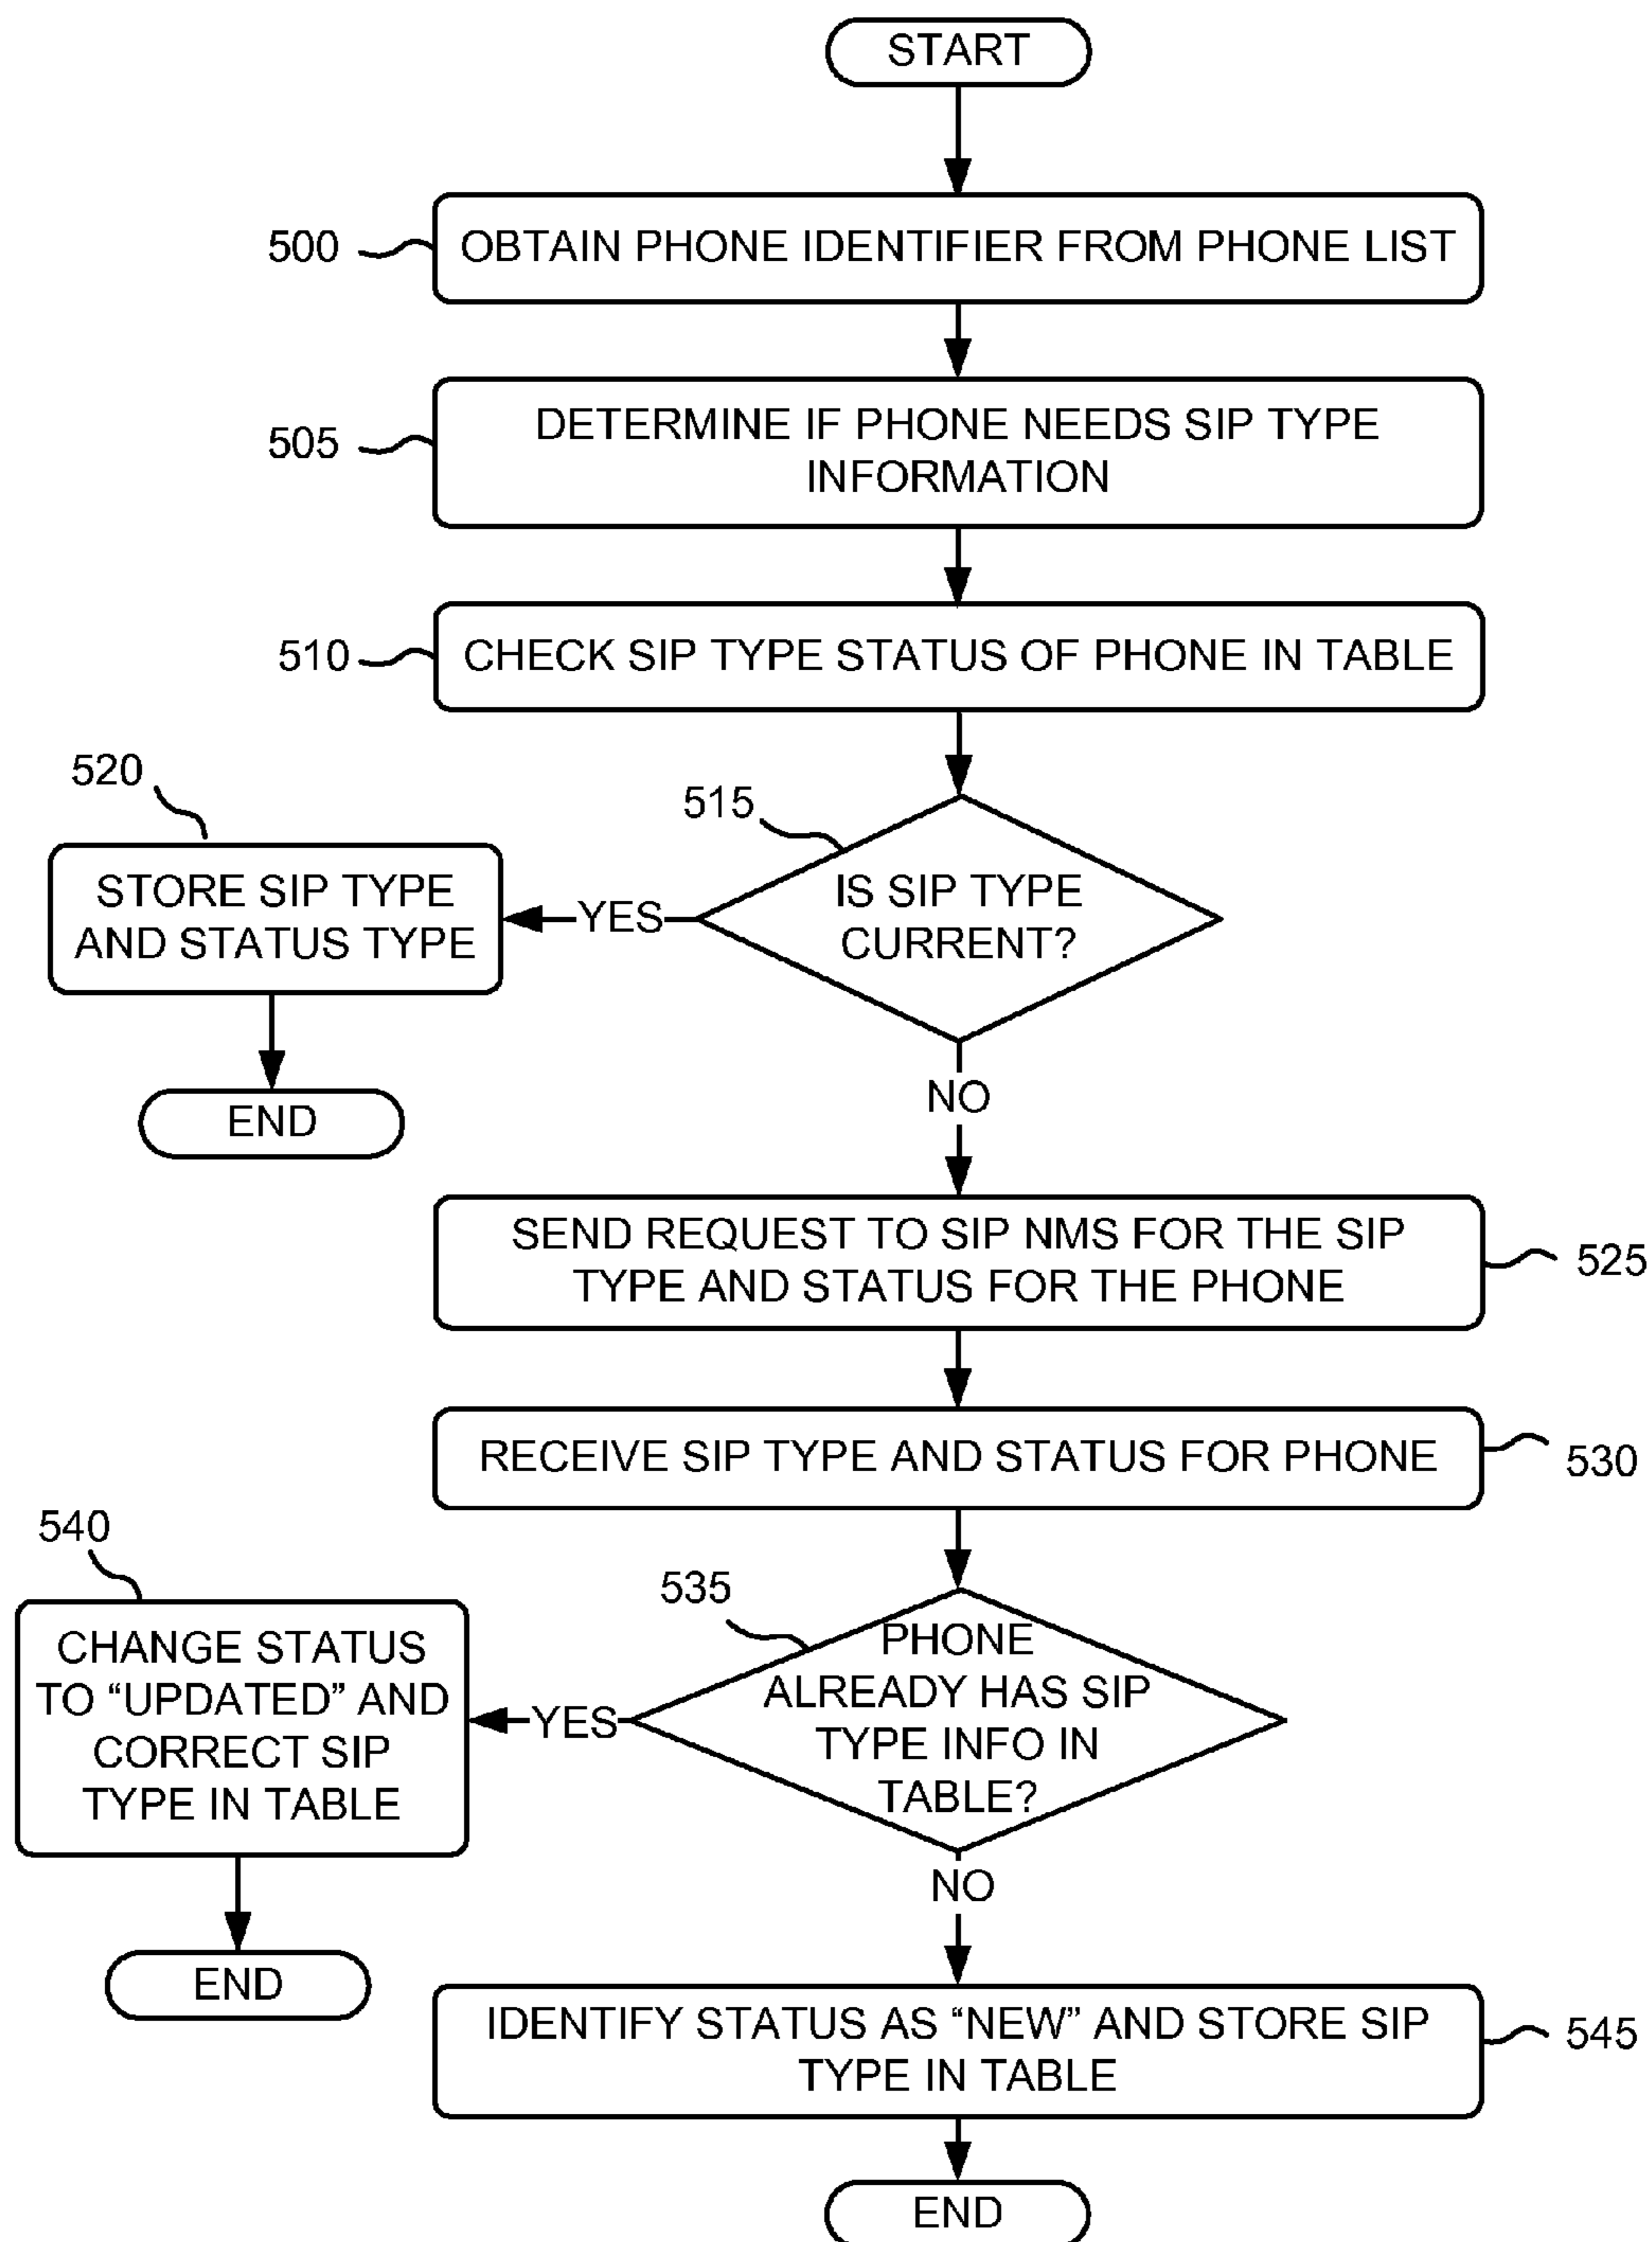 START
500
OBTAIN PHONE IDENTIFIER FROM PHONE LIST
505
DETERMINE IF PHONE NEEDS SIP TYPE
INFORMATION
510
CHECK SIP TYPE STATUS OF PHONE IN TABLE
520
515
STORE SIP TYPE
AND STATUS TYPE
YES
IS SIP TYPE
CURRENT?
END
NO
SEND REQUEST TO SIP NMS FOR THE SIP
TYPE AND STATUS FOR THE PHONE
525
RECEIVE SIP TYPE AND STATUS FOR PHONE
530
540
535
CHANGE STATUS
TO “UPDATED” AND
CORRECT SIP
TYPE IN TABLE
YES
PHONE
ALREADY HAS SIP
TYPE INFO IN
TABLE?
NO
END
IDENTIFY STATUS AS “NEW” AND STORE SIP
TYPE IN TABLE
545
END